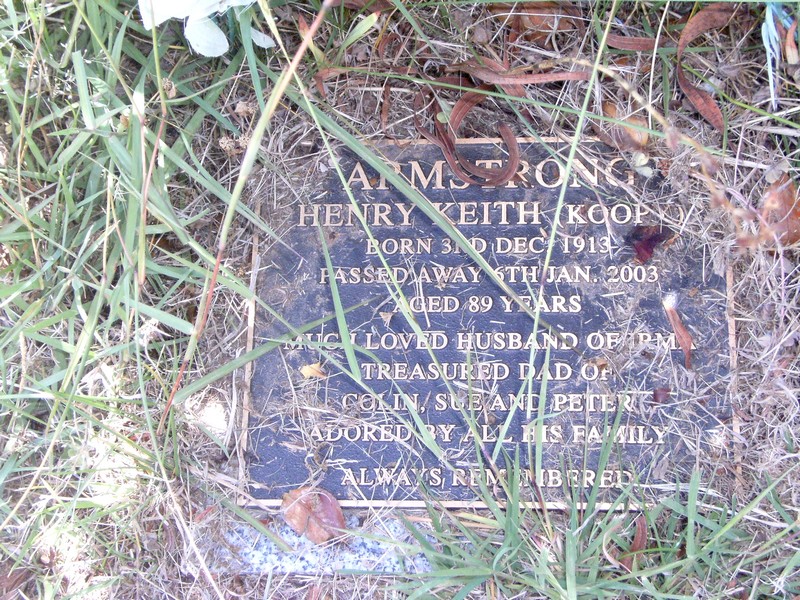 ARMSTRONG
HENRY KEITH
BORN 3RD DEC. 1913
PASSED AWAY 6TH JAN. 2003
AGED 89 YEARS
MUCH LOVED HUSBAND OF IRMA
TREASURED DAD OF
COLIN, SUE AND PETER
ADORED BY ALL HIS FAMILY
ALWAYS REMEMBERED